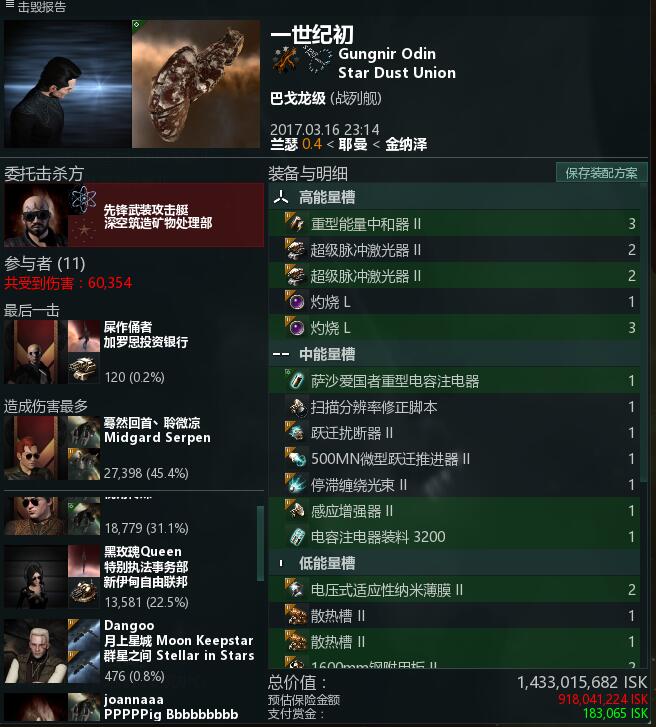 击毁报告
一世纪初
Gungnir Odin
Star Dust Union
巴戈龙级 (战列舰)
2017.03.16 23:14
兰瑟 0.4 < 耶曼 < 金纳泽
委托击杀方
先锋武装攻击艇
深空筑造矿物处理部
参与者 (11)
共受到伤害：60,354
最后一击
屎作俑者
加罗恩投资银行
120 (0.2%)
造成伤害最多
蓦然回首、聆微凉
Midgard Serpen
27,398 (45.4%)
18,779 (31.1%)
黑玫瑰Queen
特别执法事务部
新伊甸自由联邦
13,581 (22.5%)
Dangoo
月上星城 Moon Keepstar
群星之间 Stellar in Stars
476 (0.8%)
joannaaa
PPPPPig Bbbbbbbbb
装备与明细
保存装配方案
高能量槽
重型能量中和器 II 3
超级脉冲激光器 II 2
超级脉冲激光器 II 2
灼烧 L 1
灼烧 L 3
中能量槽
萨沙爱国者重型电容注电器 1
扫描分辨率修正脚本 1
跃迁扰断器 II 1
500MN微型跃迁推进器 II 1
停滞缠绕光束 II 1
感应增强器 II 1
电容注电器装料 3200 1
低能量槽
电压式适应性纳米薄膜 II 2
散热槽 II 1
散热槽 II 1
1600mm钢附甲板 II 2
总价值： 1,433,015,682 ISK
预估保险金额 918,041,224 ISK
支付赏金： 183,065 ISK